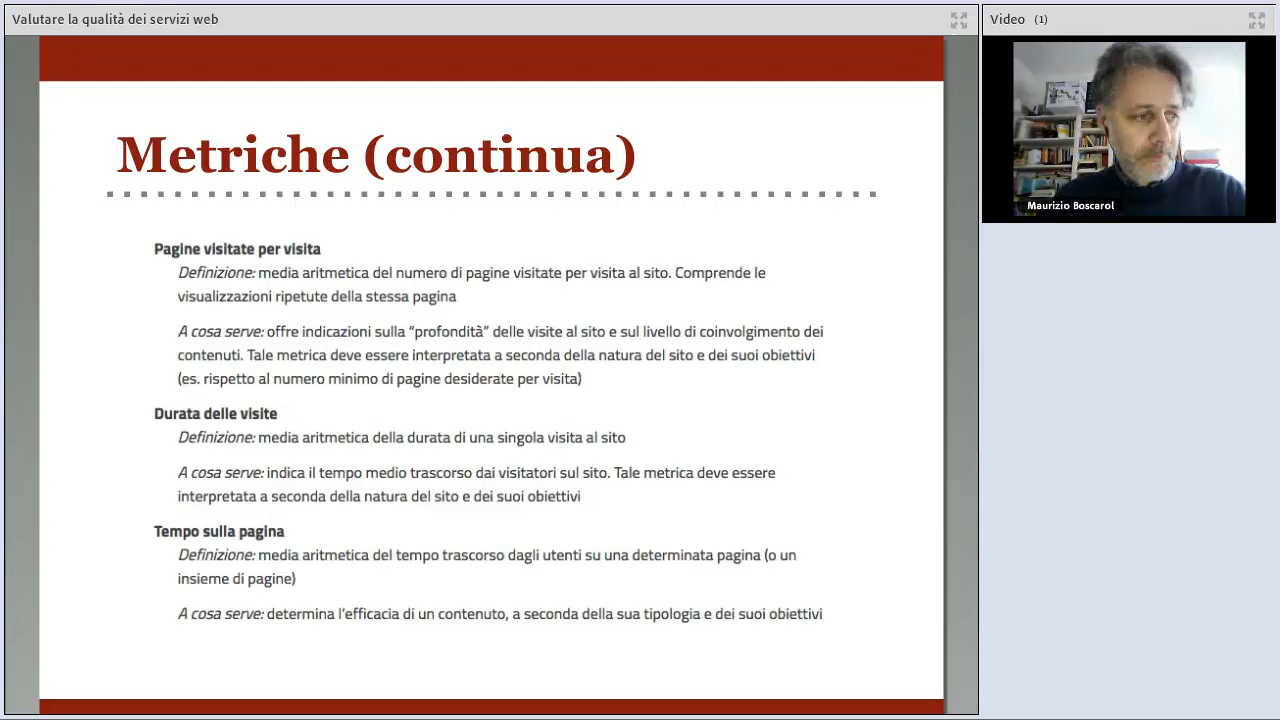 Valutare la qualità dei servizi web
Video (1)
Maurizio Boscarol
Metriche (continua)
Pagine visitate per visita
Definizione: media aritmetica del numero di pagine visitate per visita al sito. Comprende le
visualizzazioni ripetute della stessa pagina
A cosa serve: offre indicazioni sulla “profondità” delle visite al sito e sul livello di coinvolgimento dei
contenuti. Tale metrica deve essere interpretata a seconda della natura del sito e dei suoi obiettivi
(es. rispetto al numero minimo di pagine desiderate per visita)
Durata delle visite
Definizione: media aritmetica della durata di una singola visita al sito
A cosa serve: indica il tempo medio trascorso dai visitatori sul sito. Tale metrica deve essere
interpretata a seconda della natura del sito e dei suoi obiettivi
Tempo sulla pagina
Definizione: media aritmetica del tempo trascorso dagli utenti su una determinata pagina (o un
insieme di pagine)
A cosa serve: determina l’efficacia di un contenuto, a seconda della sua tipologia e dei suoi obiettivi